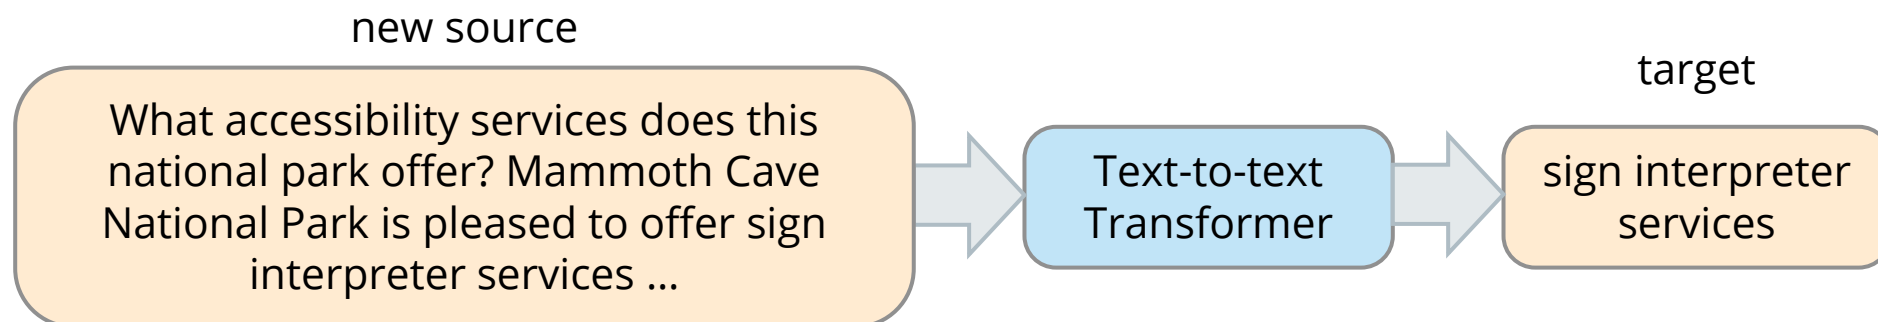 new source
What accessibility services does this
national park offer? Mammoth Cave
National Park is pleased to offer sign
interpreter services ...
Text-to-text
Transformer
target
sign interpreter
services